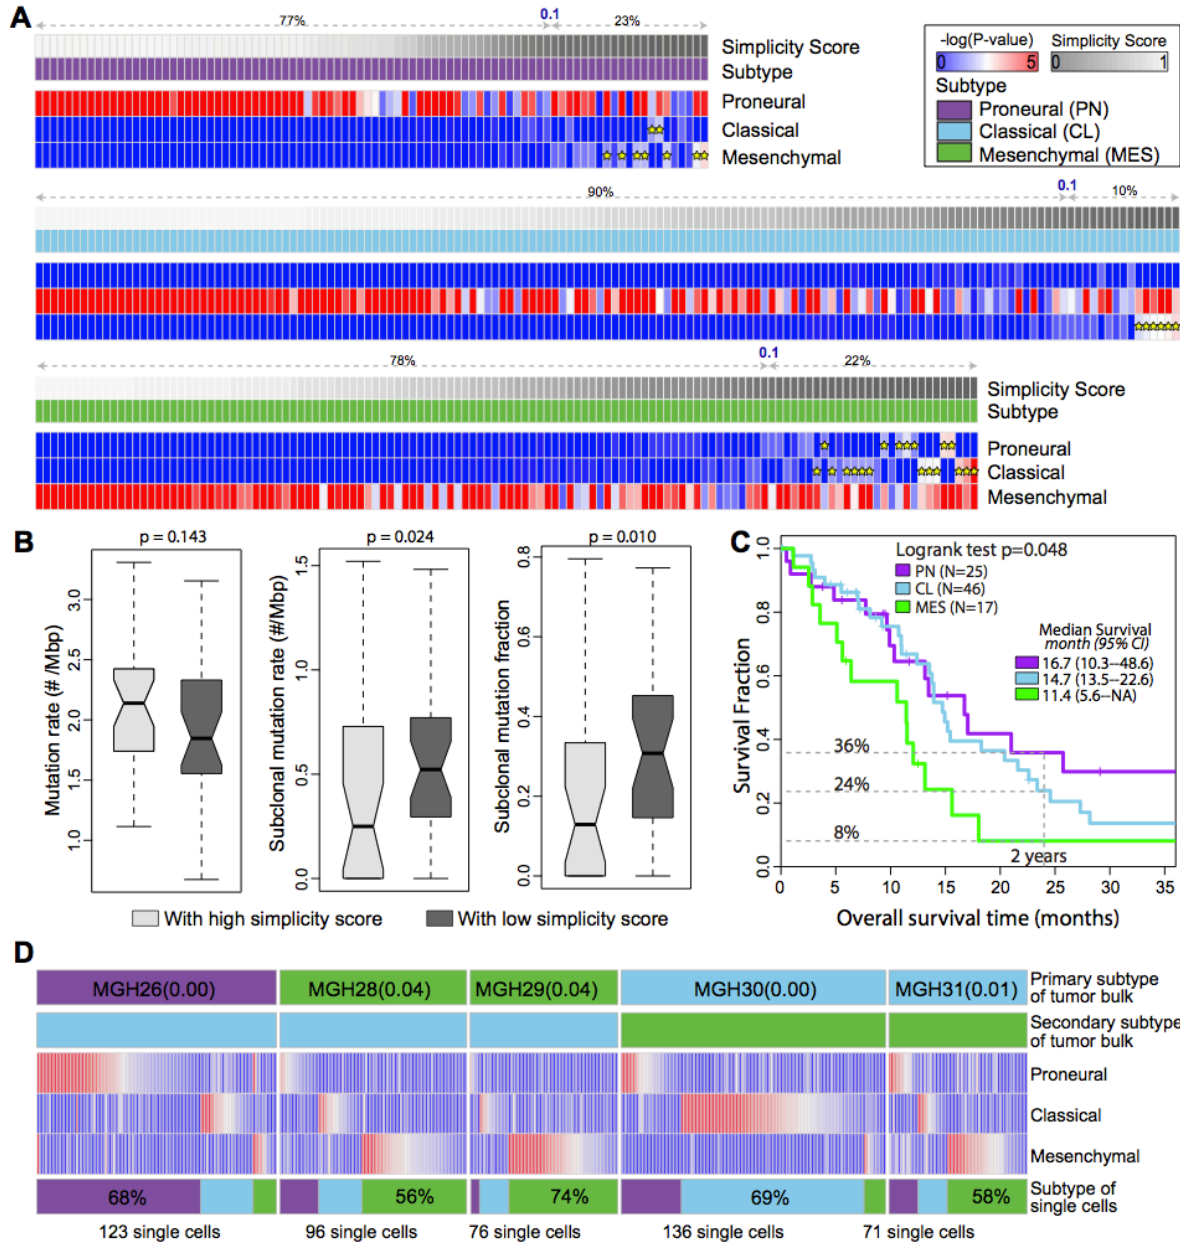 A
77%
0.1
23%
Simplicity Score
Subtype
Proneural
Classical
Mesenchymal
-log(P-value)
0 5
Simplicity Score
0 1
Subtype
Proneural (PN)
Classical (CL)
Mesenchymal (MES)
90%
0.1
10%
78%
0.1
22%
Simplicity Score
Subtype
Proneural
Classical
Mesenchymal
B
p = 0.143
Mutation rate (# /Mbp)
3.0
2.5
2.0
1.5
1.0
p = 0.024
Subclonal mutation rate (#/Mbp)
1.5
1.0
0.5
0.0
p = 0.010
Subclonal mutation fraction
0.8
0.6
0.4
0.2
0.0
With high simplicity score
With low simplicity score
C
Logrank test p=0.048
PN (N=25)
CL (N=46)
MES (N=17)
Median Survival
month (95% CI)
16.7 (10.3--48.6)
14.7 (13.5--22.6)
11.4 (5.6--NA)
Survival Fraction
1.0
0.8
0.6
0.4
0.2
0.0
36%
24%
8%
2 years
0 5 10 15 20 25 30 35
Overall survival time (months)
D
MGH26(0.00)
MGH28(0.04)
MGH29(0.04)
MGH30(0.00)
MGH31(0.01)
Primary subtype
of tumor bulk
Secondary subtype
of tumor bulk
Proneural
Classical
Mesenchymal
68%
56%
74%
69%
58%
Subtype of
single cells
123 single cells
96 single cells
76 single cells
136 single cells
71 single cells